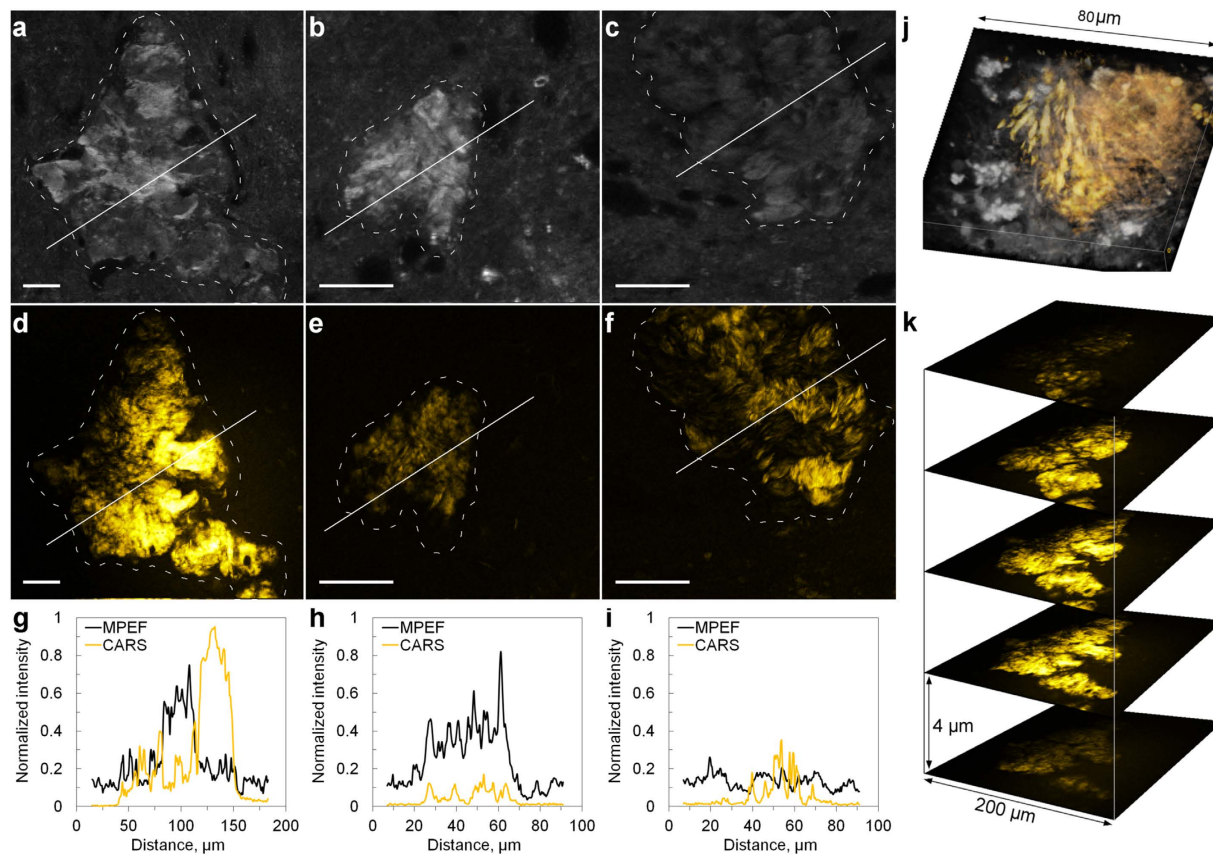 a
b
c
80 µm
j
d
e
f
k
g
MPEF
CARS
Normalized intensity
1
0.8
0.6
0.4
0.2
0
0 50 100 150 200
Distance, µm
h
MPEF
CARS
Normalized intensity
1
0.8
0.6
0.4
0.2
0
0 20 40 60 80 100
Distance, µm
i
MPEF
CARS
Normalized intensity
1
0.8
0.6
0.4
0.2
0
0 20 40 60 80 100
Distance, µm
4 µm
200 µm